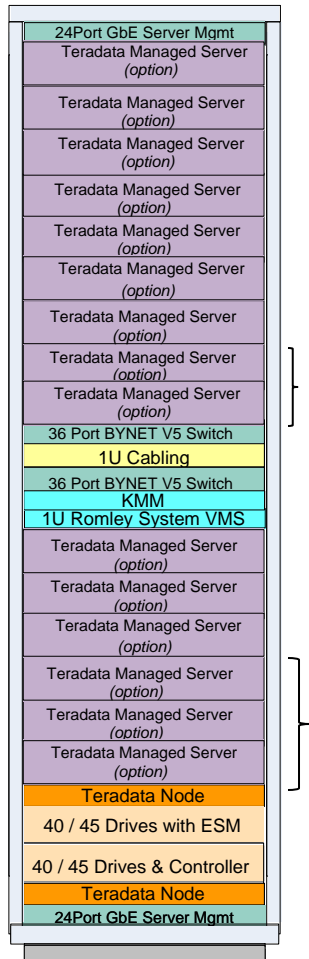 24Port GbE Server Mgmt
Teradata Managed Server
(option)
Teradata Managed Server
(option)
Teradata Managed Server
(option)
Teradata Managed Server
(option)
Teradata Managed Server
(option)
Teradata Managed Server
(option)
Teradata Managed Server
(option)
Teradata Managed Server
(option)
Teradata Managed Server
(option)
36 Port BYNET V5 Switch
1U Cabling
36 Port BYNET V5 Switch
KMM
1U Romley System VMS
Teradata Managed Server
(option)
Teradata Managed Server
(option)
Teradata Managed Server
(option)
Teradata Managed Server
(option)
Teradata Managed Server
(option)
Teradata Managed Server
(option)
Teradata Node
40 / 45 Drives with ESM
40 / 45 Drives & Controller
Teradata Node
24Port GbE Server Mgmt